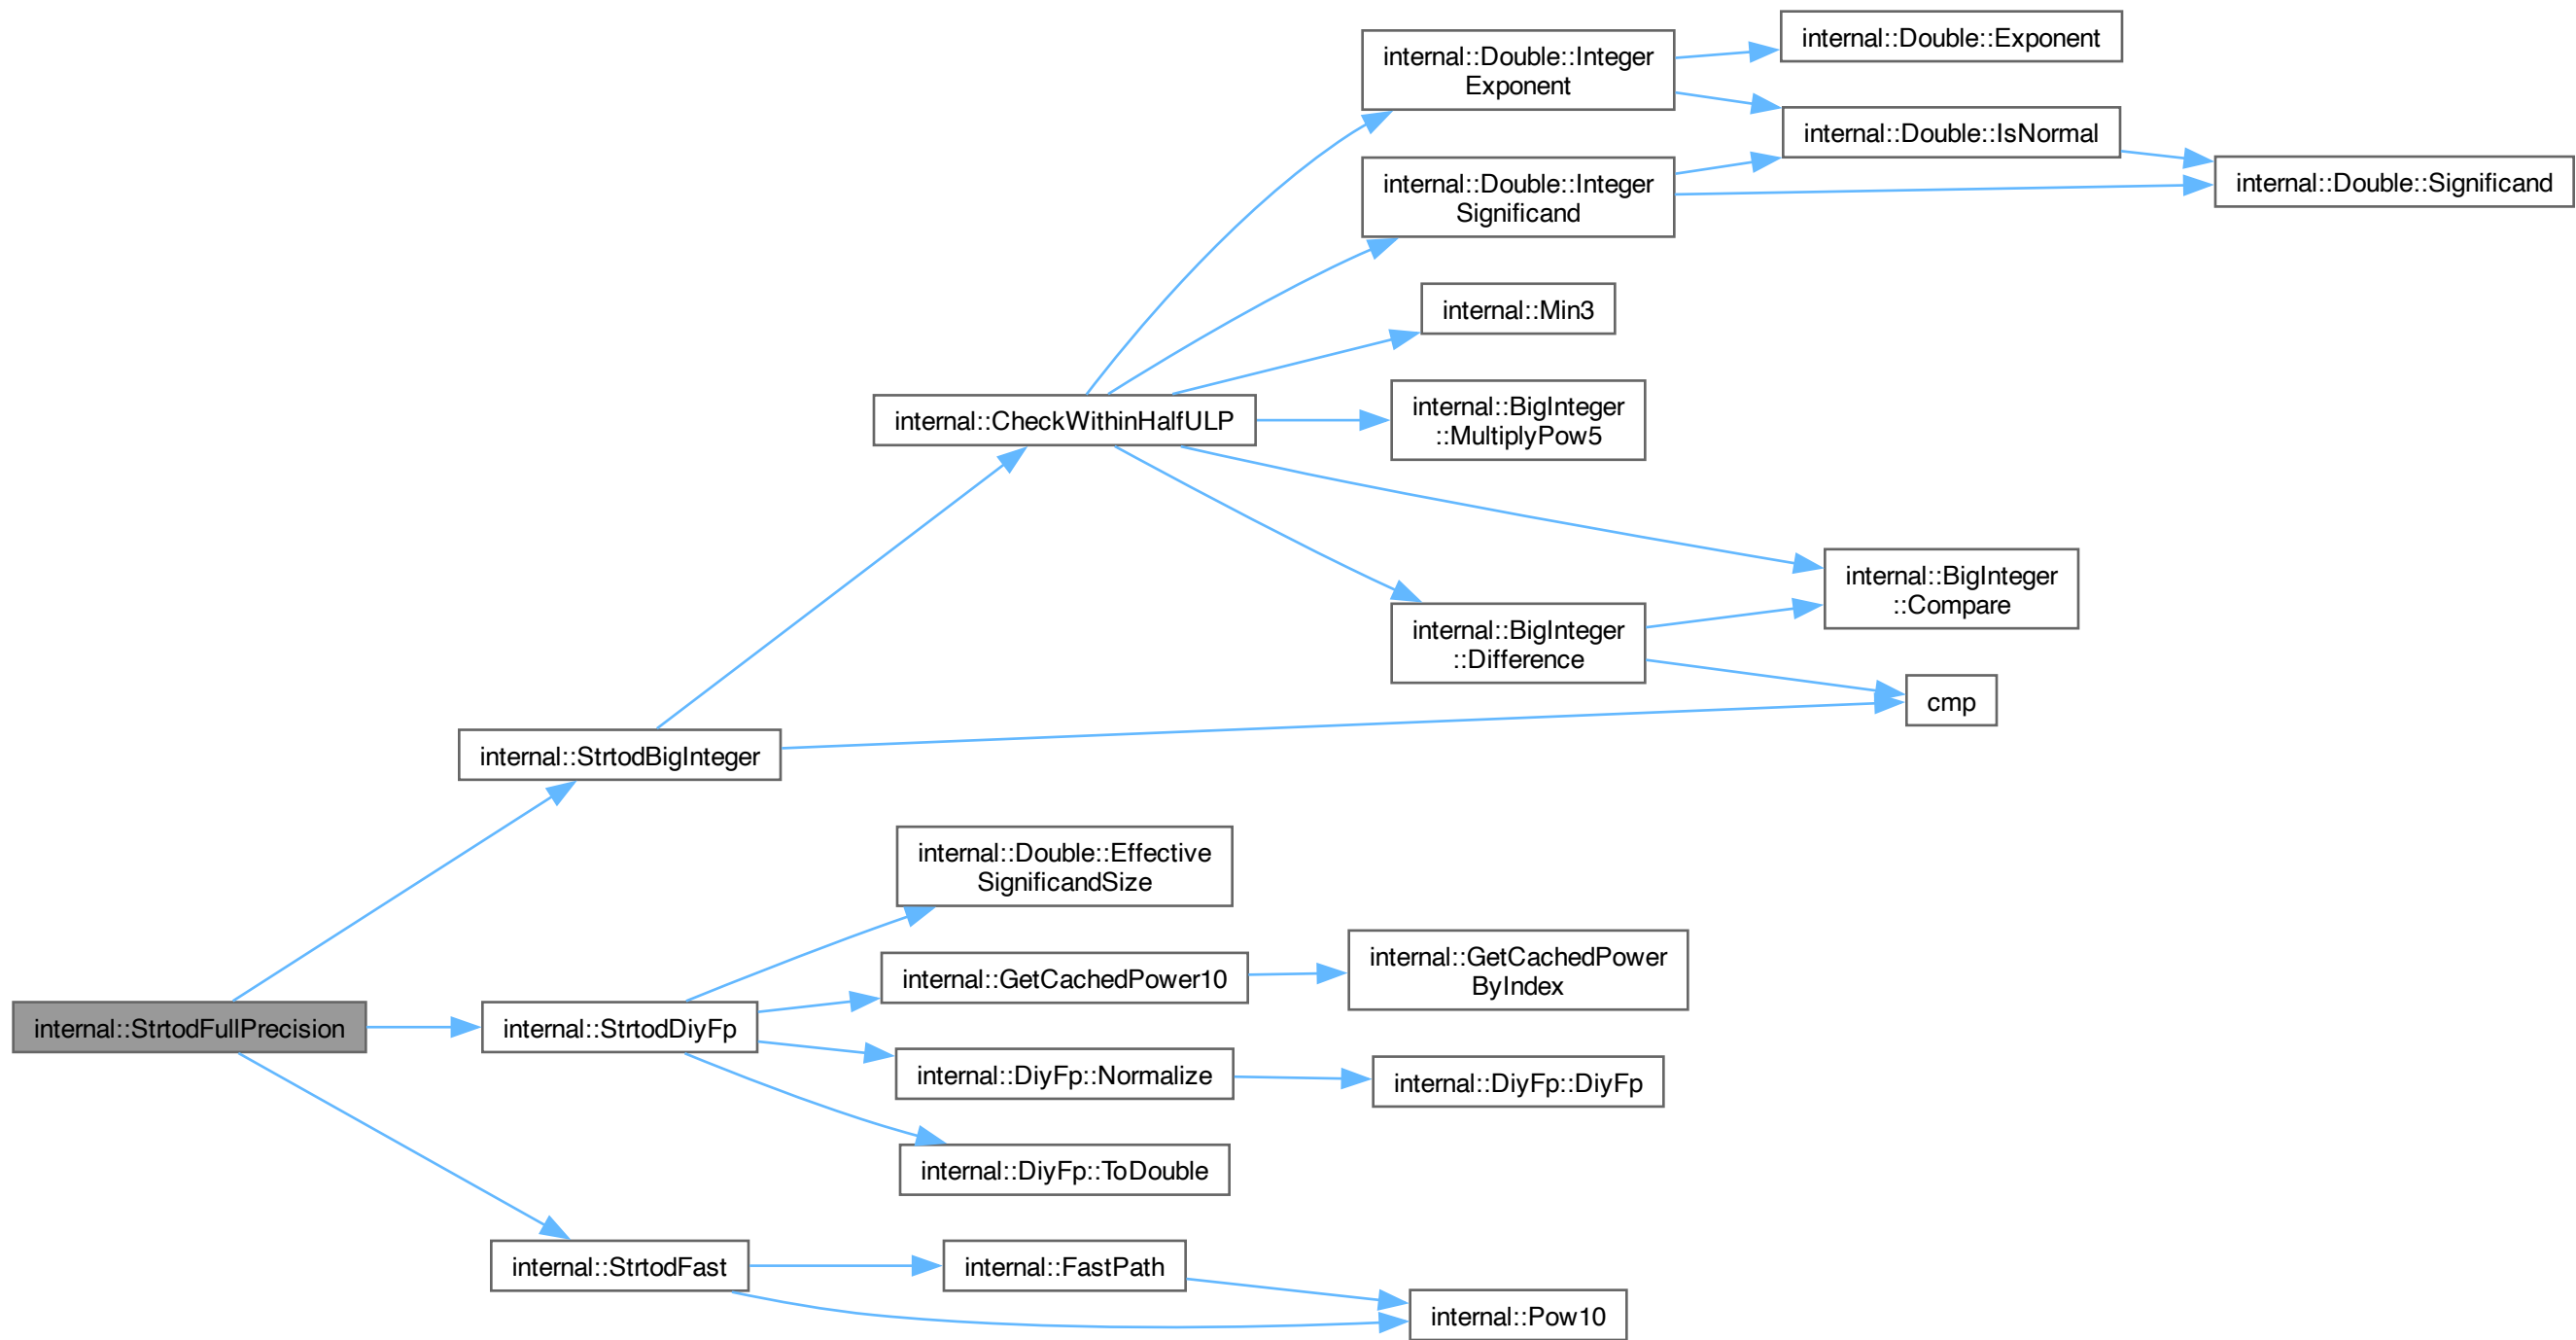 internal::Double::Exponent
internal::Double::Integer
Exponent
internal::Double::IsNormal
internal::Double::Integer
Significand
internal::Double::Significand
internal::Min3
internal::CheckWithinHalfULP
internal::BigInteger
::MultiplyPow5
internal::BigInteger
::Compare
internal::BigInteger
::Difference
cmp
internal::StrtodBigInteger
internal::Double::Effective
SignificandSize
internal::GetCachedPower10
internal::GetCachedPower
ByIndex
internal::StrtodFullPrecision
internal::StrtodDiyFp
internal::DiyFp::Normalize
internal::DiyFp::DiyFp
internal::DiyFp::ToDouble
internal::StrtodFast
internal::FastPath
internal::Pow10